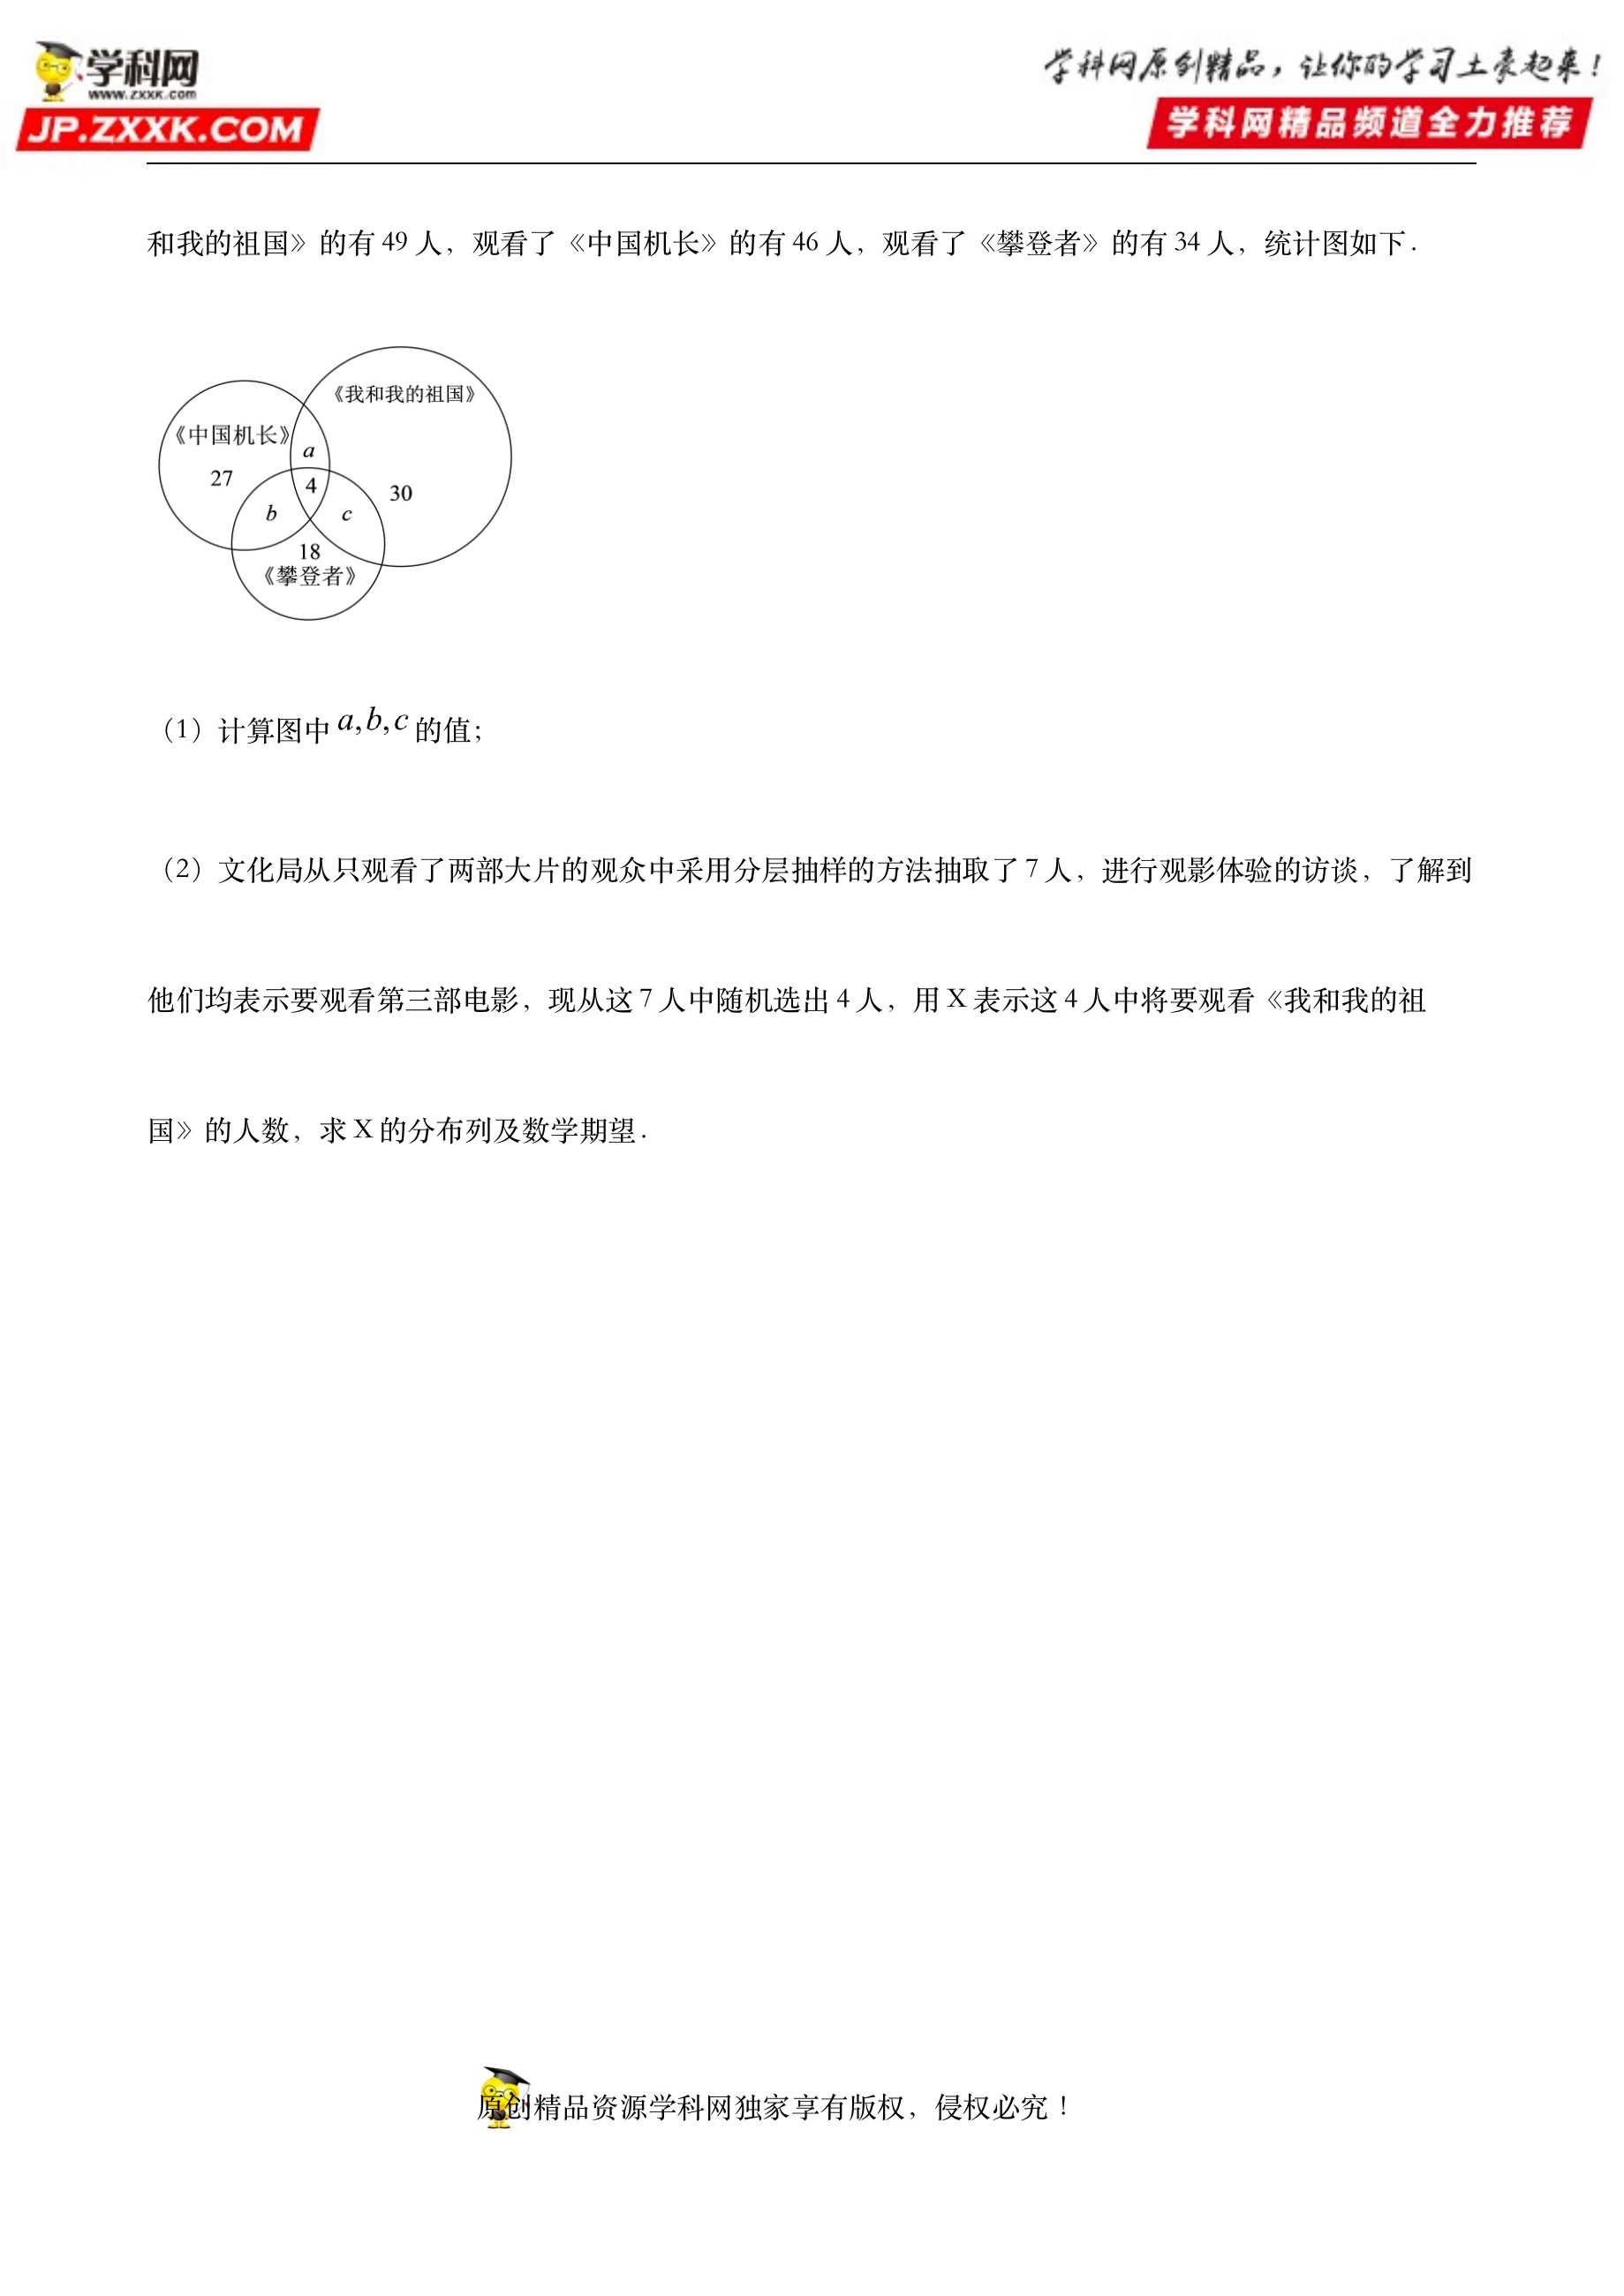 学科网
www.zxxk.com
JP.ZXXK.COM
学科网原创精品，让你的学习土豪起来！
学科网精品频道全力推荐
和我的祖国》的有 49 人，观看了《中国机长》的有 46 人，观看了《攀登者》的有 34 人，统计图如下．
《我和我的祖国》
《中国机长》
a
27
4
30
b
c
18
《攀登者》
（1）计算图中 a,b,c 的值；
（2）文化局从只观看了两部大片的观众中采用分层抽样的方法抽取了 7 人，进行观影体验的访谈，了解到
他们均表示要观看第三部电影，现从这 7 人中随机选出 4 人，用 X 表示这 4 人中将要观看《我和我的祖
国》的人数，求 X 的分布列及数学期望．
原创精品资源学科网独家享有版权，侵权必究！